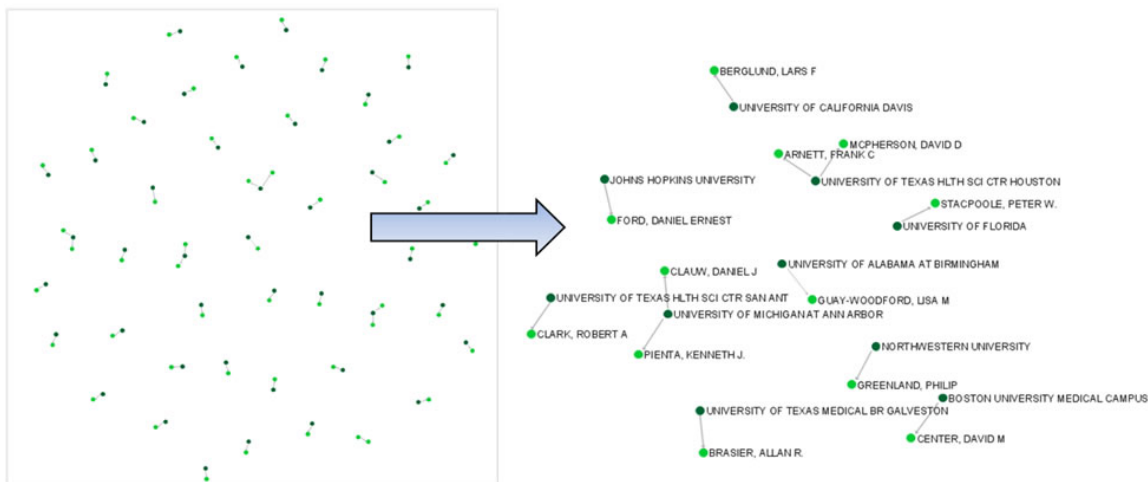 BERGLUND, LARS F
UNIVERSITY OF CALIFORNIA DAVIS
MCPHERSON, DAVID D
ARNETT, FRANK C
JOHNS HOPKINS UNIVERSITY
UNIVERSITY OF TEXAS HLTH SCI CTR HOUSTON
STACPOOLE, PETER W.
FORD, DANIEL ERNEST
UNIVERSITY OF FLORIDA
UNIVERSITY OF ALABAMA AT BIRMINGHAM
CLAUW, DANIEL J
UNIVERSITY OF TEXAS HLTH SCI CTR SAN ANT
GUAY-WOODFORD, LISA M
UNIVERSITY OF MICHIGAN AT ANN ARBOR
CLARK, ROBERT A
NORTHWESTERN UNIVERSITY
PIENTA, KENNETH J.
GREENLAND, PHILIP
BOSTON UNIVERSITY MEDICAL CAMPUS
UNIVERSITY OF TEXAS MEDICAL BR GALVESTON
CENTER, DAVID M
BRASIER, ALLAN R.